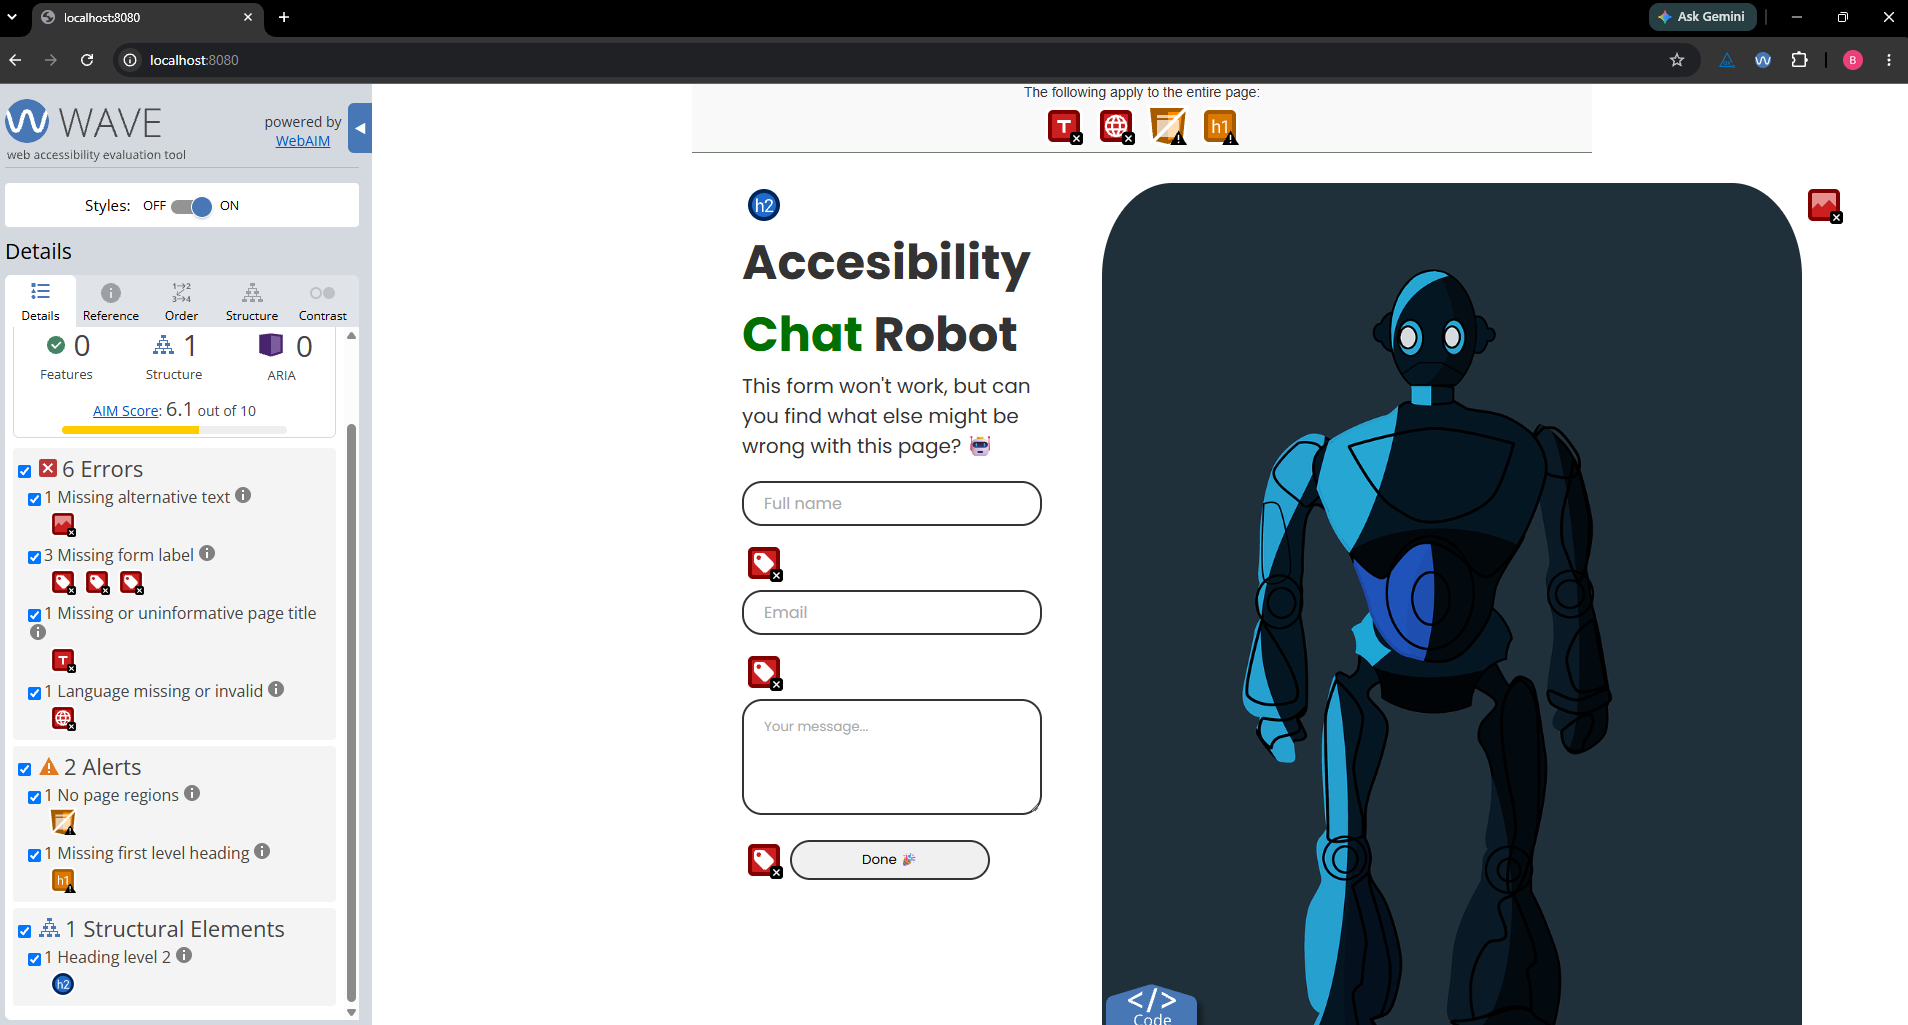 localhost:8080
Ask Gemini
localhost:8080
B
WAVE
powered by
WebAIM
web accessibility evaluation tool
Styles: OFF ON
Details
Details
Reference
Order
Structure
Contrast
0
Features
1
Structure
0
ARIA
AIM Score: 6.1 out of 10
6 Errors
1 Missing alternative text
3 Missing form label
1 Missing or uninformative page title
1 Language missing or invalid
2 Alerts
1 No page regions
1 Missing first level heading
h1
1 Structural Elements
1 Heading level 2
h2
The following apply to the entire page:
h1
h2
Accesibility
Chat Robot
This form won't work, but can
you find what else might be
wrong with this page? 🤖
Full name
Email
Your message...
Done 🎉
</>
Code